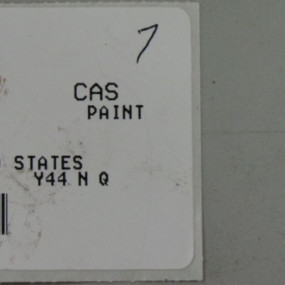 7
CAS
PAINT
STATES
Y44 N Q